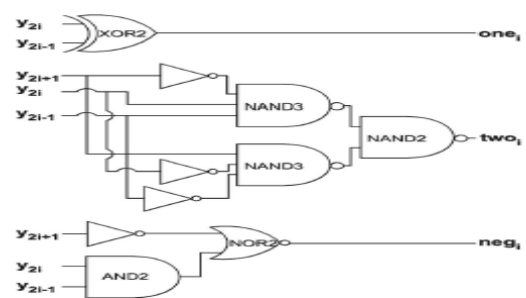 y2i
y2i-1
XOR2
onei
y2i+1
y2i
y2i-1
NAND3
NAND3
NAND2
twoi
y2i+1
y2i
y2i-1
AND2
NOR2
negi